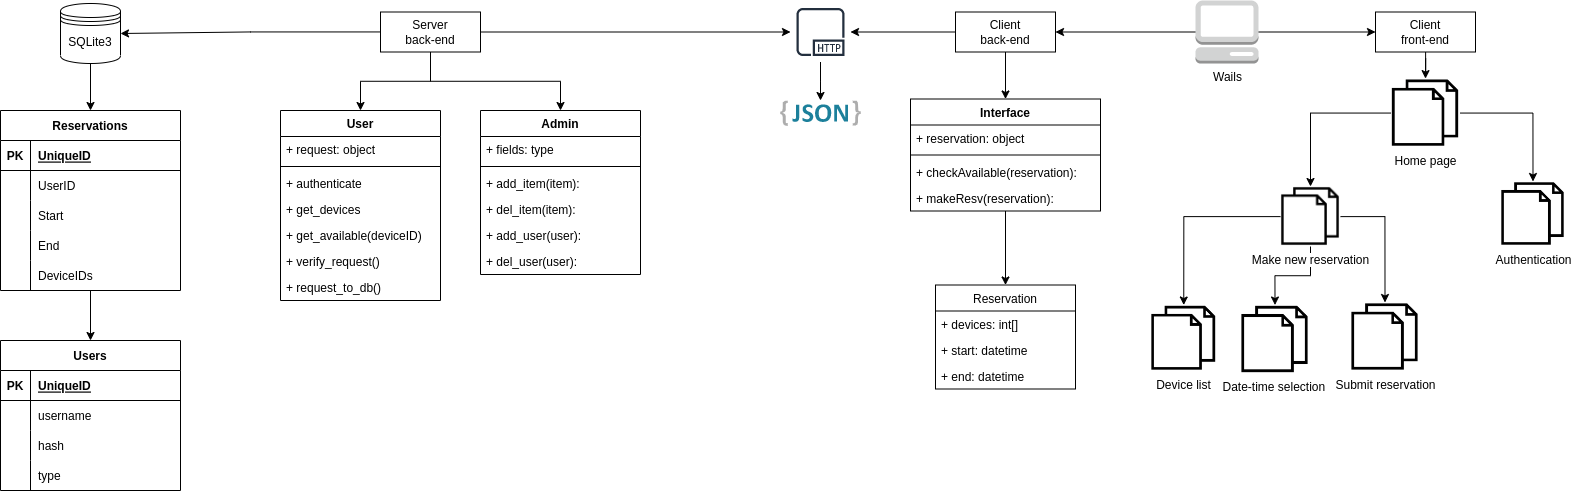 SQLite3
Server
back-end
HTTP
{JSON}
Client
back-end
Wails
Client
front-end
Reservations
PK UniqueID
UserID
Start
End
DeviceIDs
Users
PK UniqueID
username
hash
type
User
+ request: object
+ authenticate
+ get_devices
+ get_available(deviceID)
+ verify_request()
+ request_to_db()
Admin
+ fields: type
+ add_item(item):
+ del_item(item):
+ add_user(user):
+ del_user(user):
Interface
+ reservation: object
+ checkAvailable(reservation):
+ makeResv(reservation):
Reservation
+ devices: int[]
+ start: datetime
+ end: datetime
Home page
Make new reservation
Authentication
Device list
Date-time selection
Submit reservation